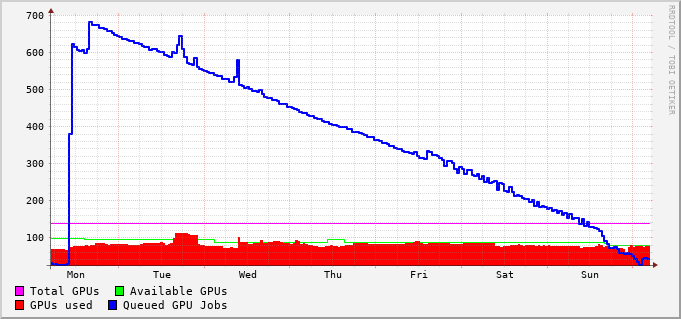 700
600
500
400
300
200
100
Mon Tue Wed Thu Fri Sat Sun
Total GPUs Available GPUs
GPUs used Queued GPU Jobs
RRDTOOL / TOBI OETIKER